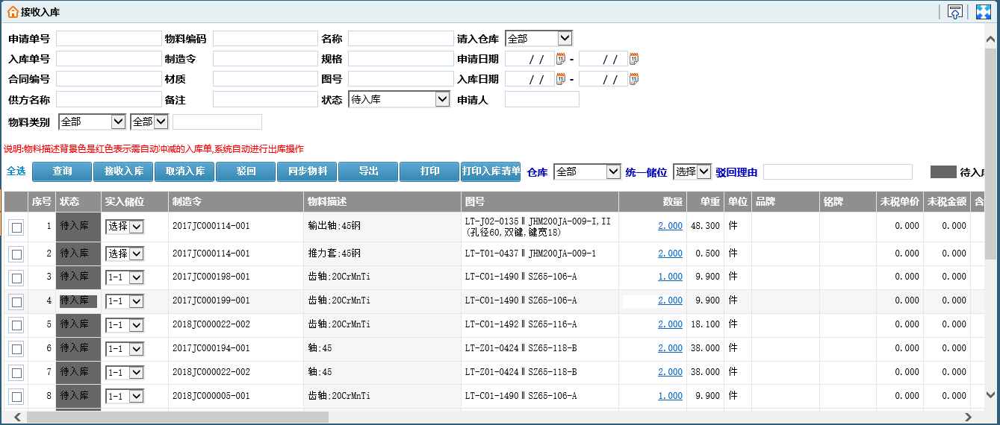 接收入库
申请单号 物料编码 名称 请入仓库 全部
入库单号 制造令 规格 申请日期 / / - / /
合同编号 材质 图号 入库日期 / / - / /
供方名称 备注 状态 待入库 申请人
物料类别 全部 全部
说明:物料描述背景色是红色表示需自动冲减的入库单,系统自动进行出库操作
全选 查询 接收入库 取消入库 驳回 同步物料 导出 打印 打印入库清单 仓库 全部 统一储位 选择 驳回理由 待入库
序号 状态 实入储位 制造令 物料描述 图号 数量 单重 单位 品牌 铭牌 未税单价 未税金额 含
1 待入库 选择 2017JC000114-001 输出轴;45钢 LT-J02-0135‖JHM200JA-009-I,II 2.000 48.300 件 0.000 0.000
(孔径60,双键,键宽18)
2 待入库 选择 2017JC000114-001 推力套;45钢 LT-T01-0437‖JHM200JA-009-1 2.000 0.500 件 0.000 0.000
3 待入库 1-1 2017JC000198-001 齿轴;20CrMnTi LT-C01-1490‖SZ65-106-A 1.000 9.900 件 0.000 0.000
4 待入库 1-1 2017JC000199-001 齿轴;20CrMnTi LT-C01-1490‖SZ65-106-A 2.000 9.900 件 0.000 0.000
5 待入库 1-1 2018JC000022-002 齿轴;20CrMnTi LT-C01-1492‖SZ65-116-A 2.000 18.100 件 0.000 0.000
6 待入库 1-1 2017JC000194-001 轴;45 LT-Z01-0424‖SZ65-118-B 2.000 38.000 件 0.000 0.000
7 待入库 1-1 2018JC000022-002 轴;45 LT-Z01-0424‖SZ65-118-B 2.000 38.000 件 0.000 0.000
8 待入库 1-1 2018JC000005-001 齿轴;20CrMnTi LT-C01-1490‖SZ65-106-A 1.000 9.900 件 0.000 0.000